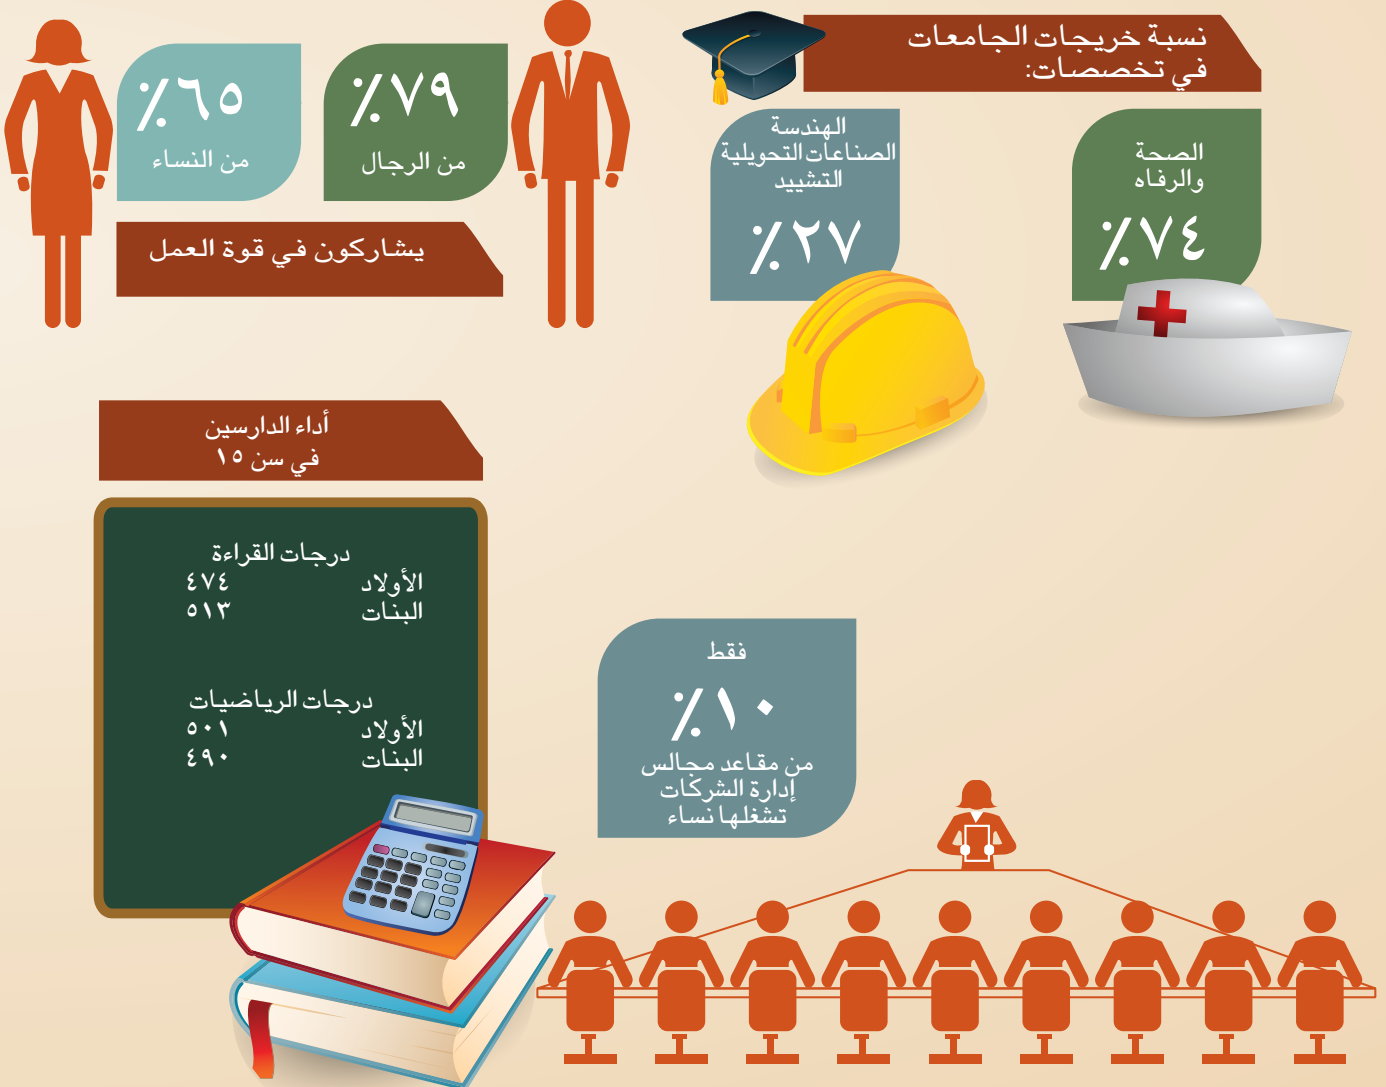 نسبة خريجات الجامعات
في تخصصات:
الصحة
والرفاه
٪٧٤
الهندسة
الصناعات التحويلية
التشييد
٪٢٧
٪٧٩
من الرجال
٪٦٥
من النساء
يشاركون في قوة العمل
أداء الدارسين
في سن ١٥
درجات القراءة
الأولاد ٤٧٤
البنات ٥١٣
درجات الرياضيات
الأولاد ٥٠١
البنات ٤٩٠
فقط
٪١٠
من مقاعد مجالس
إدارة الشركات
تشغلها نساء